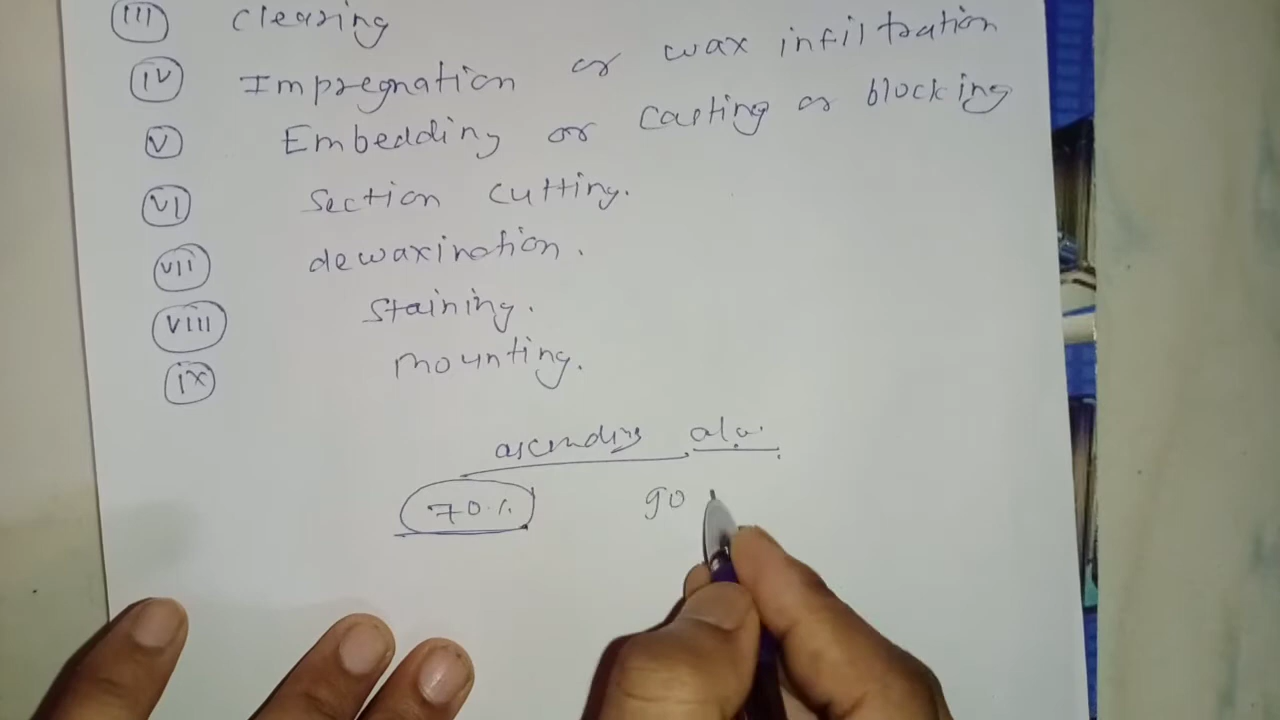 III clearing
IV Impregnation or wax infiltration
V Embedding or casting or blocking
VI Section cutting.
VII dewaxination.
VIII Staining.
IX mounting.
ascending alc.
70% 90